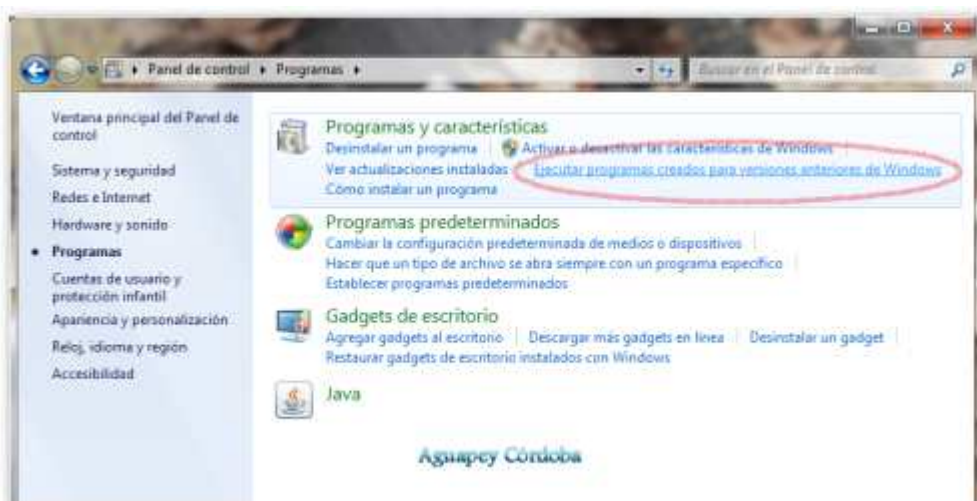 Panel de control Programas
Buscar en el Panel de control
Ventana principal del Panel de
control
Sistema y seguridad
Redes e Internet
Hardware y sonido
Programas
Cuentas de usuario y
protección infantil
Apariencia y personalización
Reloj, idioma y región
Accesibilidad
Programas y características
Desinstalar un programa Activar o desactivar las características de Windows
Ver actualizaciones instaladas Ejecutar programas creados para versiones anteriores de Windows
Cómo instalar un programa
Programas predeterminados
Cambiar la configuración predeterminada de medios o dispositivos
Hacer que un tipo de archivo se abra siempre con un programa específico
Establecer programas predeterminados
Gadgets de escritorio
Agregar gadgets al escritorio Descargar más gadgets en línea Desinstalar un gadget
Restaurar gadgets de escritorio instalados con Windows
Java
Aguapey Córdoba